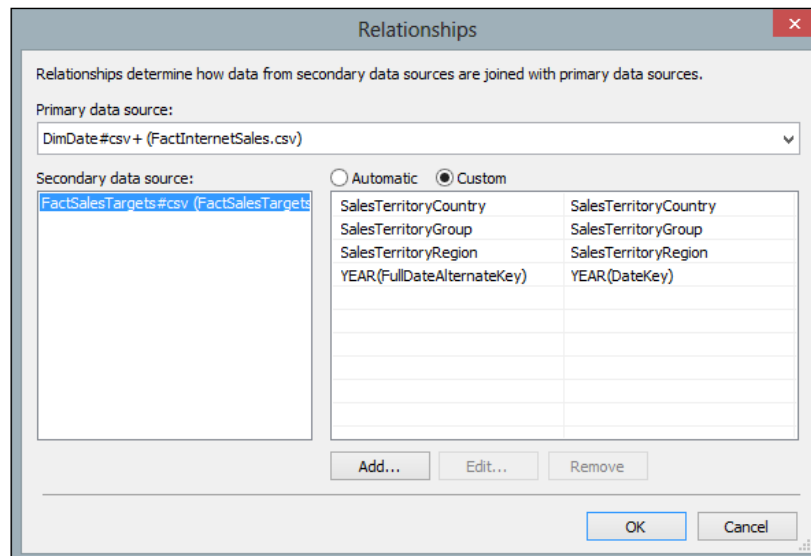 Relationships
Relationships determine how data from secondary data sources are joined with primary data sources.
Primary data source:
DimDate#csv+ (FactInternetSales.csv)
Secondary data source:
Automatic Custom
FactSalesTargets#csv (FactSalesTargets
SalesTerritoryCountry SalesTerritoryCountry
SalesTerritoryGroup SalesTerritoryGroup
SalesTerritoryRegion SalesTerritoryRegion
YEAR(FullDateAlternateKey) YEAR(DateKey)
Add... Edit... Remove
OK Cancel